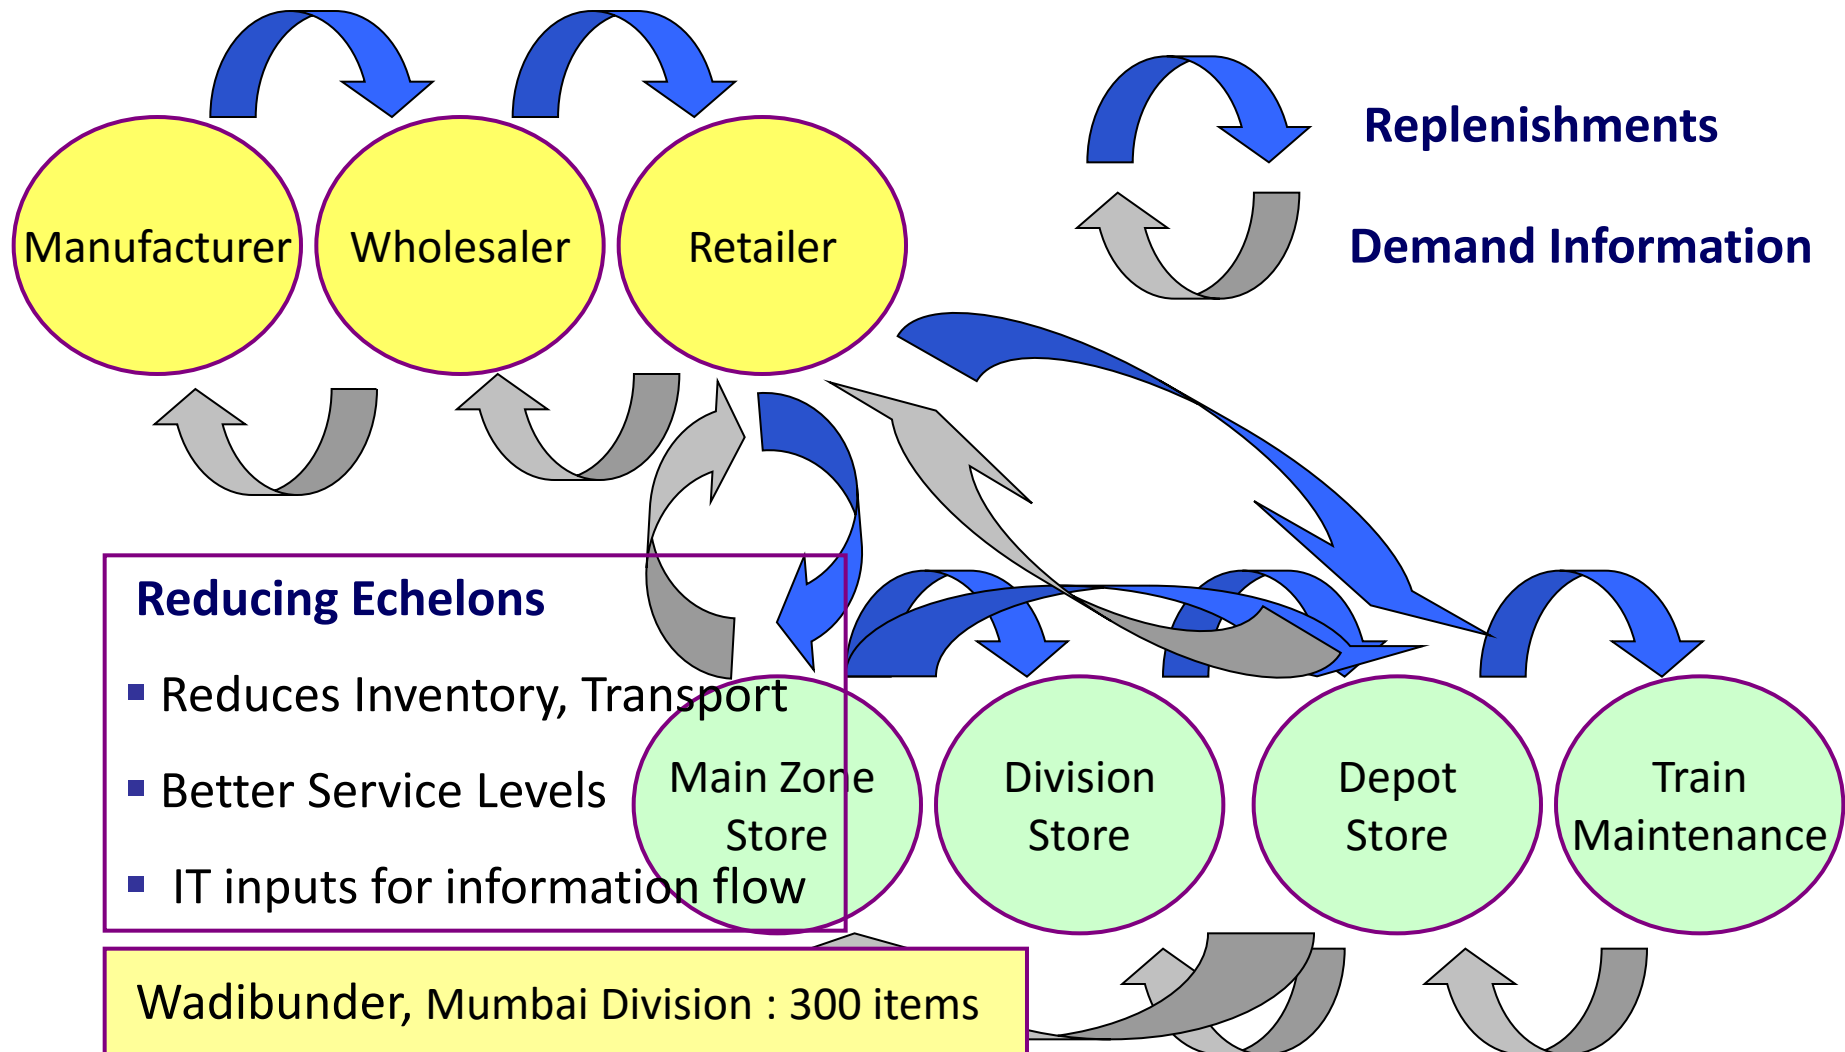 Replenishments
Demand Information
Manufacturer
Wholesaler
Retailer
Reducing Echelons
Reduces Inventory, Transport
Better Service Levels
IT inputs for information flow
Main Zone
Store
Division
Store
Depot
Store
Train
Maintenance
Wadibunder, Mumbai Division : 300 items